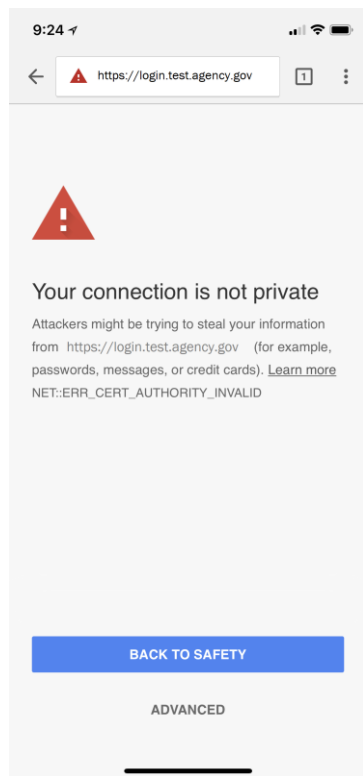 9:24
https://login.test.agency.gov 1
Your connection is not private
Attackers might be trying to steal your information
from https://login.test.agency.gov (for example,
passwords, messages, or credit cards). Learn more
NET::ERR_CERT_AUTHORITY_INVALID
BACK TO SAFETY
ADVANCED